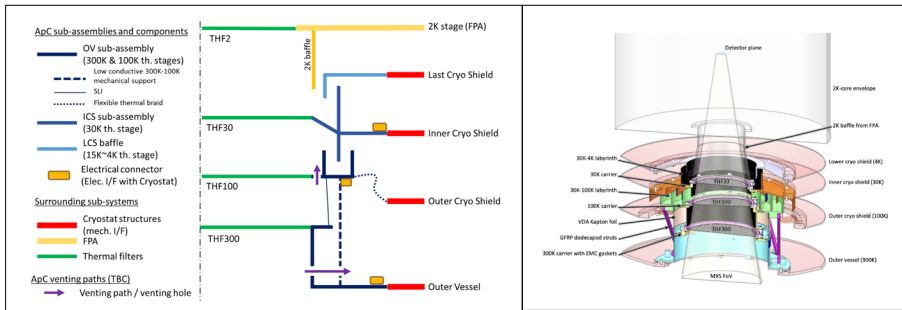 ApC sub-assemblies and components
OV sub-assembly
(300K & 100K th. stages)
Low conductive 300K-100K
mechanical support
SLI
Flexible thermal braid
ICS sub-assembly
(30K th. stage)
LCS baffle
(15K~4K th. stage)
Electrical connector
(Elec. I/F with Cryostat)
Surrounding sub-systems
Cryostat structures
(mech. I/F)
FPA
Thermal filters
ApC venting paths (TBC)
Venting path / venting hole
THF2
2K stage (FPA)
2K baffle
Last Cryo Shield
THF30
Inner Cryo Shield
THF100
Outer Cryo Shield
THF300
Outer Vessel
Detector plane
2K-core envelope
2K baffle from FPA
30K-4K labyrinth
Lower cryo shield (4K)
30K carrier
THF30
Inner cryo shield (30K)
30K-100K labyrinth
100K carrier
THF100
Outer cryo shield (100K)
VDA Kapton foil
THF300
GFRP dodecapod struts
300K carrier with EMC gaskets
Outer vessel (300K)
MXS FoV